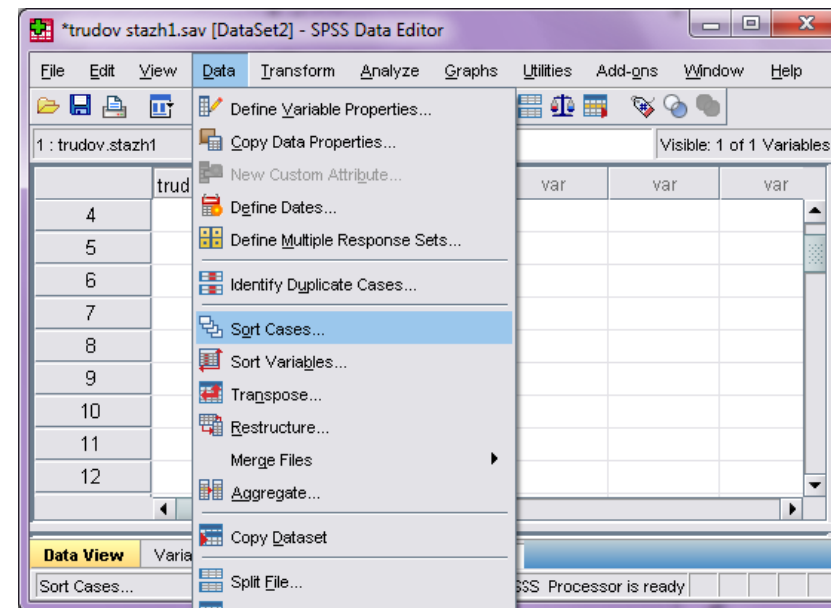 *trudov stazh1.sav [DataSet2] - SPSS Data Editor
File Edit View Data Transform Analyze Graphs Utilities Add-ons Window Help
1 : trudov.stazh1
Visible: 1 of 1 Variables
trud var var var
4
5
6
7
8
9
10
11
12
Define Variable Properties...
Copy Data Properties...
New Custom Attribute...
Define Dates...
Define Multiple Response Sets...
Identify Duplicate Cases...
Sort Cases...
Sort Variables...
Transpose...
Restructure...
Merge Files
Aggregate...
Copy Dataset
Split File...
Data View Varia
Sort Cases... SPSS Processor is ready